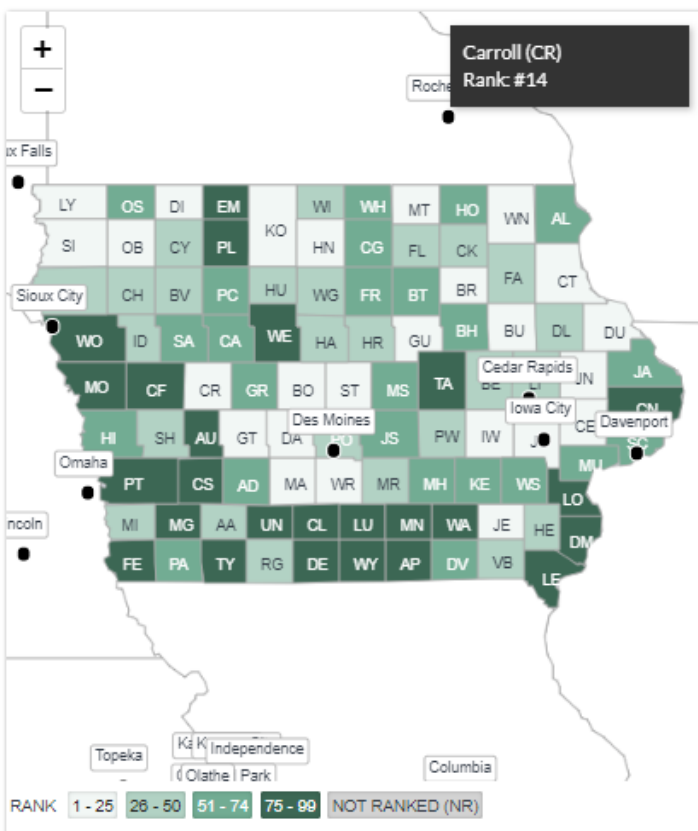 +
Carroll (CR)
Rank: #14
−
Roche
ux Falls
LY OS DI EM KO WI WH MT HO WN AL
SI OB CY PL HN CG FL CK
CH BV PC HU WG FR BT BR FA CT
Sioux City
WO ID SA CA WE HA HR GU BH BU DL DU
Cedar Rapids
MO CF CR GR BO ST MS TA JA
Des Moines Iowa City CN
Davenport
HI SH AU GT DA JS PW IW CE SC
Omaha
PT CS AD MA WR MR MH KE WS MU LO
ncoln
MI MG AA UN CL LU MN WA JE HE DM
FE PA TY RG DE WY AP DV VB LE
Independence
Topeka
Olathe Park
Columbia
RANK 1 - 25 26 - 50 51 - 74 75 - 99 NOT RANKED (NR)